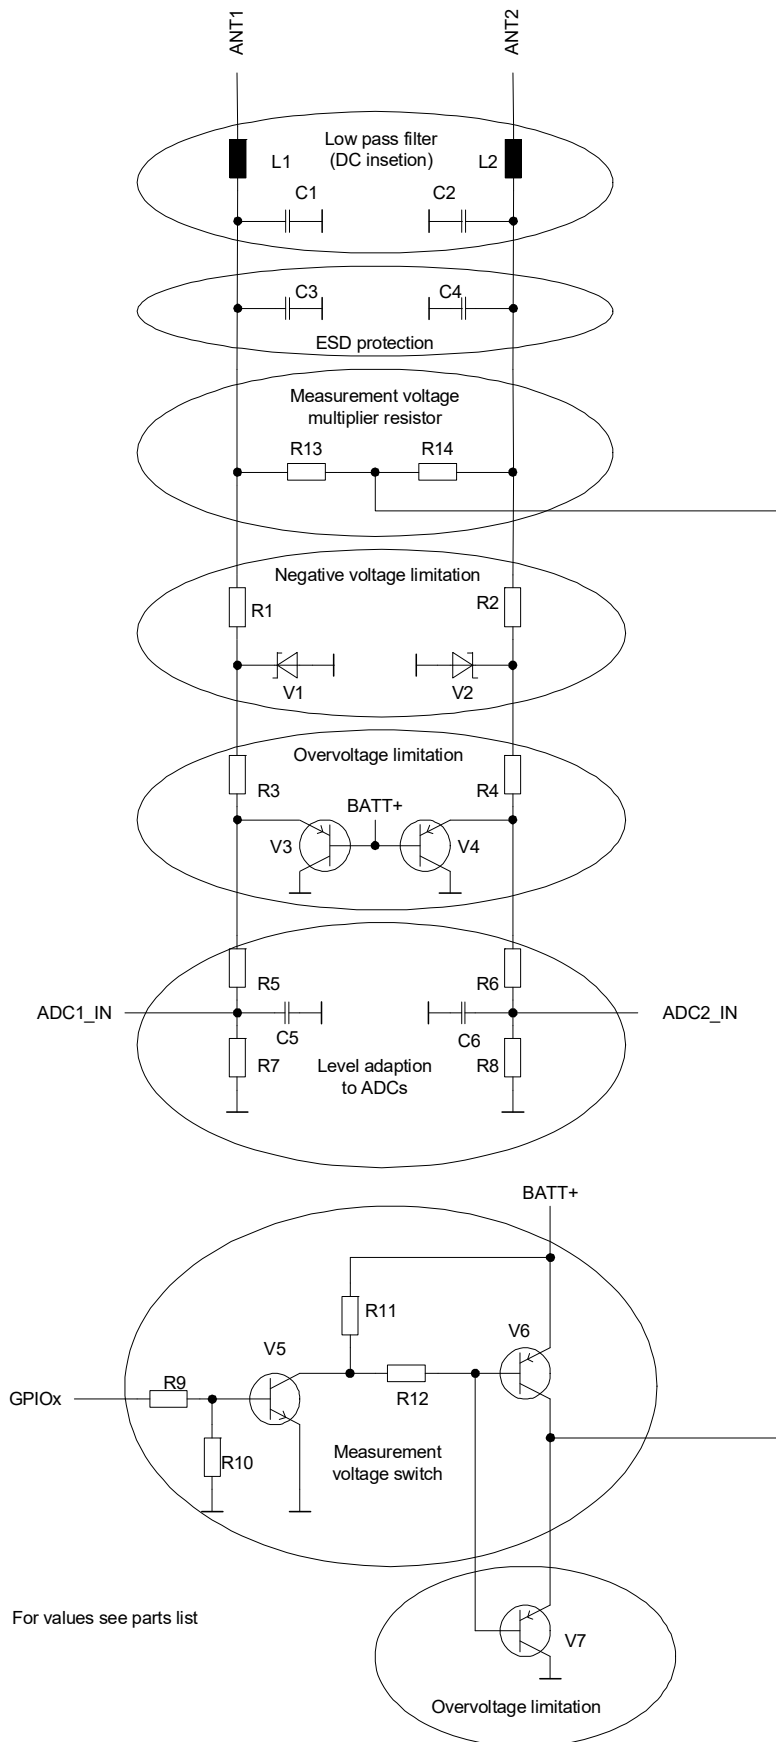 ANT1
ANT2
Low pass filter
(DC insetion)
L1
L2
C1
C2
C3
C4
ESD protection
Measurement voltage
multiplier resistor
R13
R14
Negative voltage limitation
R1
R2
V1
V2
Overvoltage limitation
R3
R4
BATT+
V3
V4
R5
R6
ADC1_IN
ADC2_IN
C5
C6
R7
R8
Level adaption
to ADCs
BATT+
R11
V6
V5
R9
GPIOx
R12
R10
Measurement
voltage switch
For values see parts list
V7
Overvoltage limitation